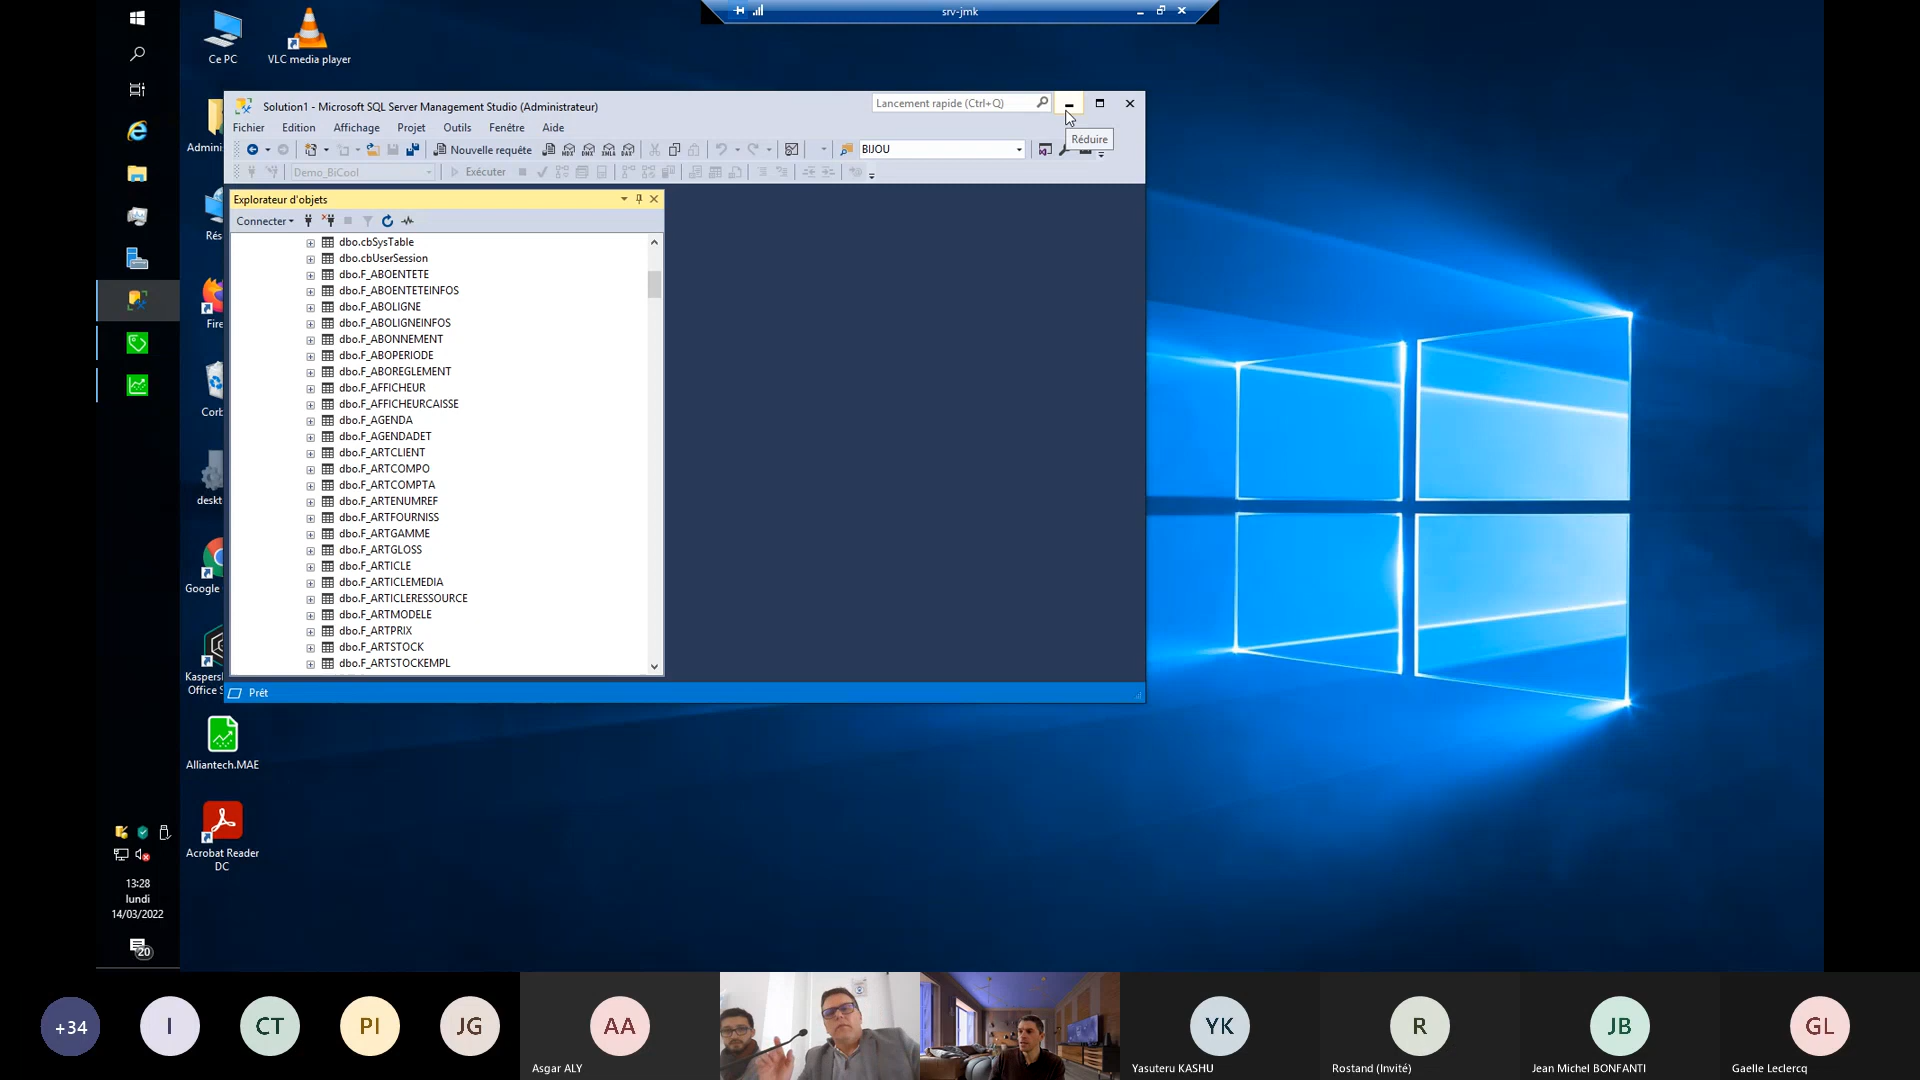 srv-jmk
Ce PC
VLC media player
Solution1 - Microsoft SQL Server Management Studio (Administrateur)
Lancement rapide (Ctrl+Q)
Fichier Edition Affichage Projet Outils Fenêtre Aide
Réduire
Nouvelle requête
BIJOU
Demo_BiCool
Exécuter
Explorateur d'objets
Connecter
dbo.cbSysTable
dbo.cbUserSession
dbo.F_ABOENTETE
dbo.F_ABOENTETEINFOS
dbo.F_ABOLIGNE
dbo.F_ABOLIGNEINFOS
dbo.F_ABONNEMENT
dbo.F_ABOPERIODE
dbo.F_ABOREGLEMENT
dbo.F_AFFICHEUR
dbo.F_AFFICHEURCAISSE
dbo.F_AGENDA
dbo.F_AGENDADET
dbo.F_ARTCLIENT
dbo.F_ARTCOMPO
dbo.F_ARTCOMPTA
dbo.F_ARTENUMREF
dbo.F_ARTFOURNISS
dbo.F_ARTGAMME
dbo.F_ARTGLOSS
dbo.F_ARTICLE
dbo.F_ARTICLEMEDIA
dbo.F_ARTICLERESSOURCE
dbo.F_ARTMODELE
dbo.F_ARTPRIX
dbo.F_ARTSTOCK
dbo.F_ARTSTOCKEMPL
Prêt
Admini
Rés
Fire
Corb
deskt
Google
Kaspers
Office S
Alliantech.MAE
Acrobat Reader
DC
13:28
lundi
14/03/2022
20
+34
I
CT
PI
JG
AA
Asgar ALY
YK
Yasuteru KASHU
R
Rostand (Invité)
JB
Jean Michel BONFANTI
GL
Gaelle Leclercq